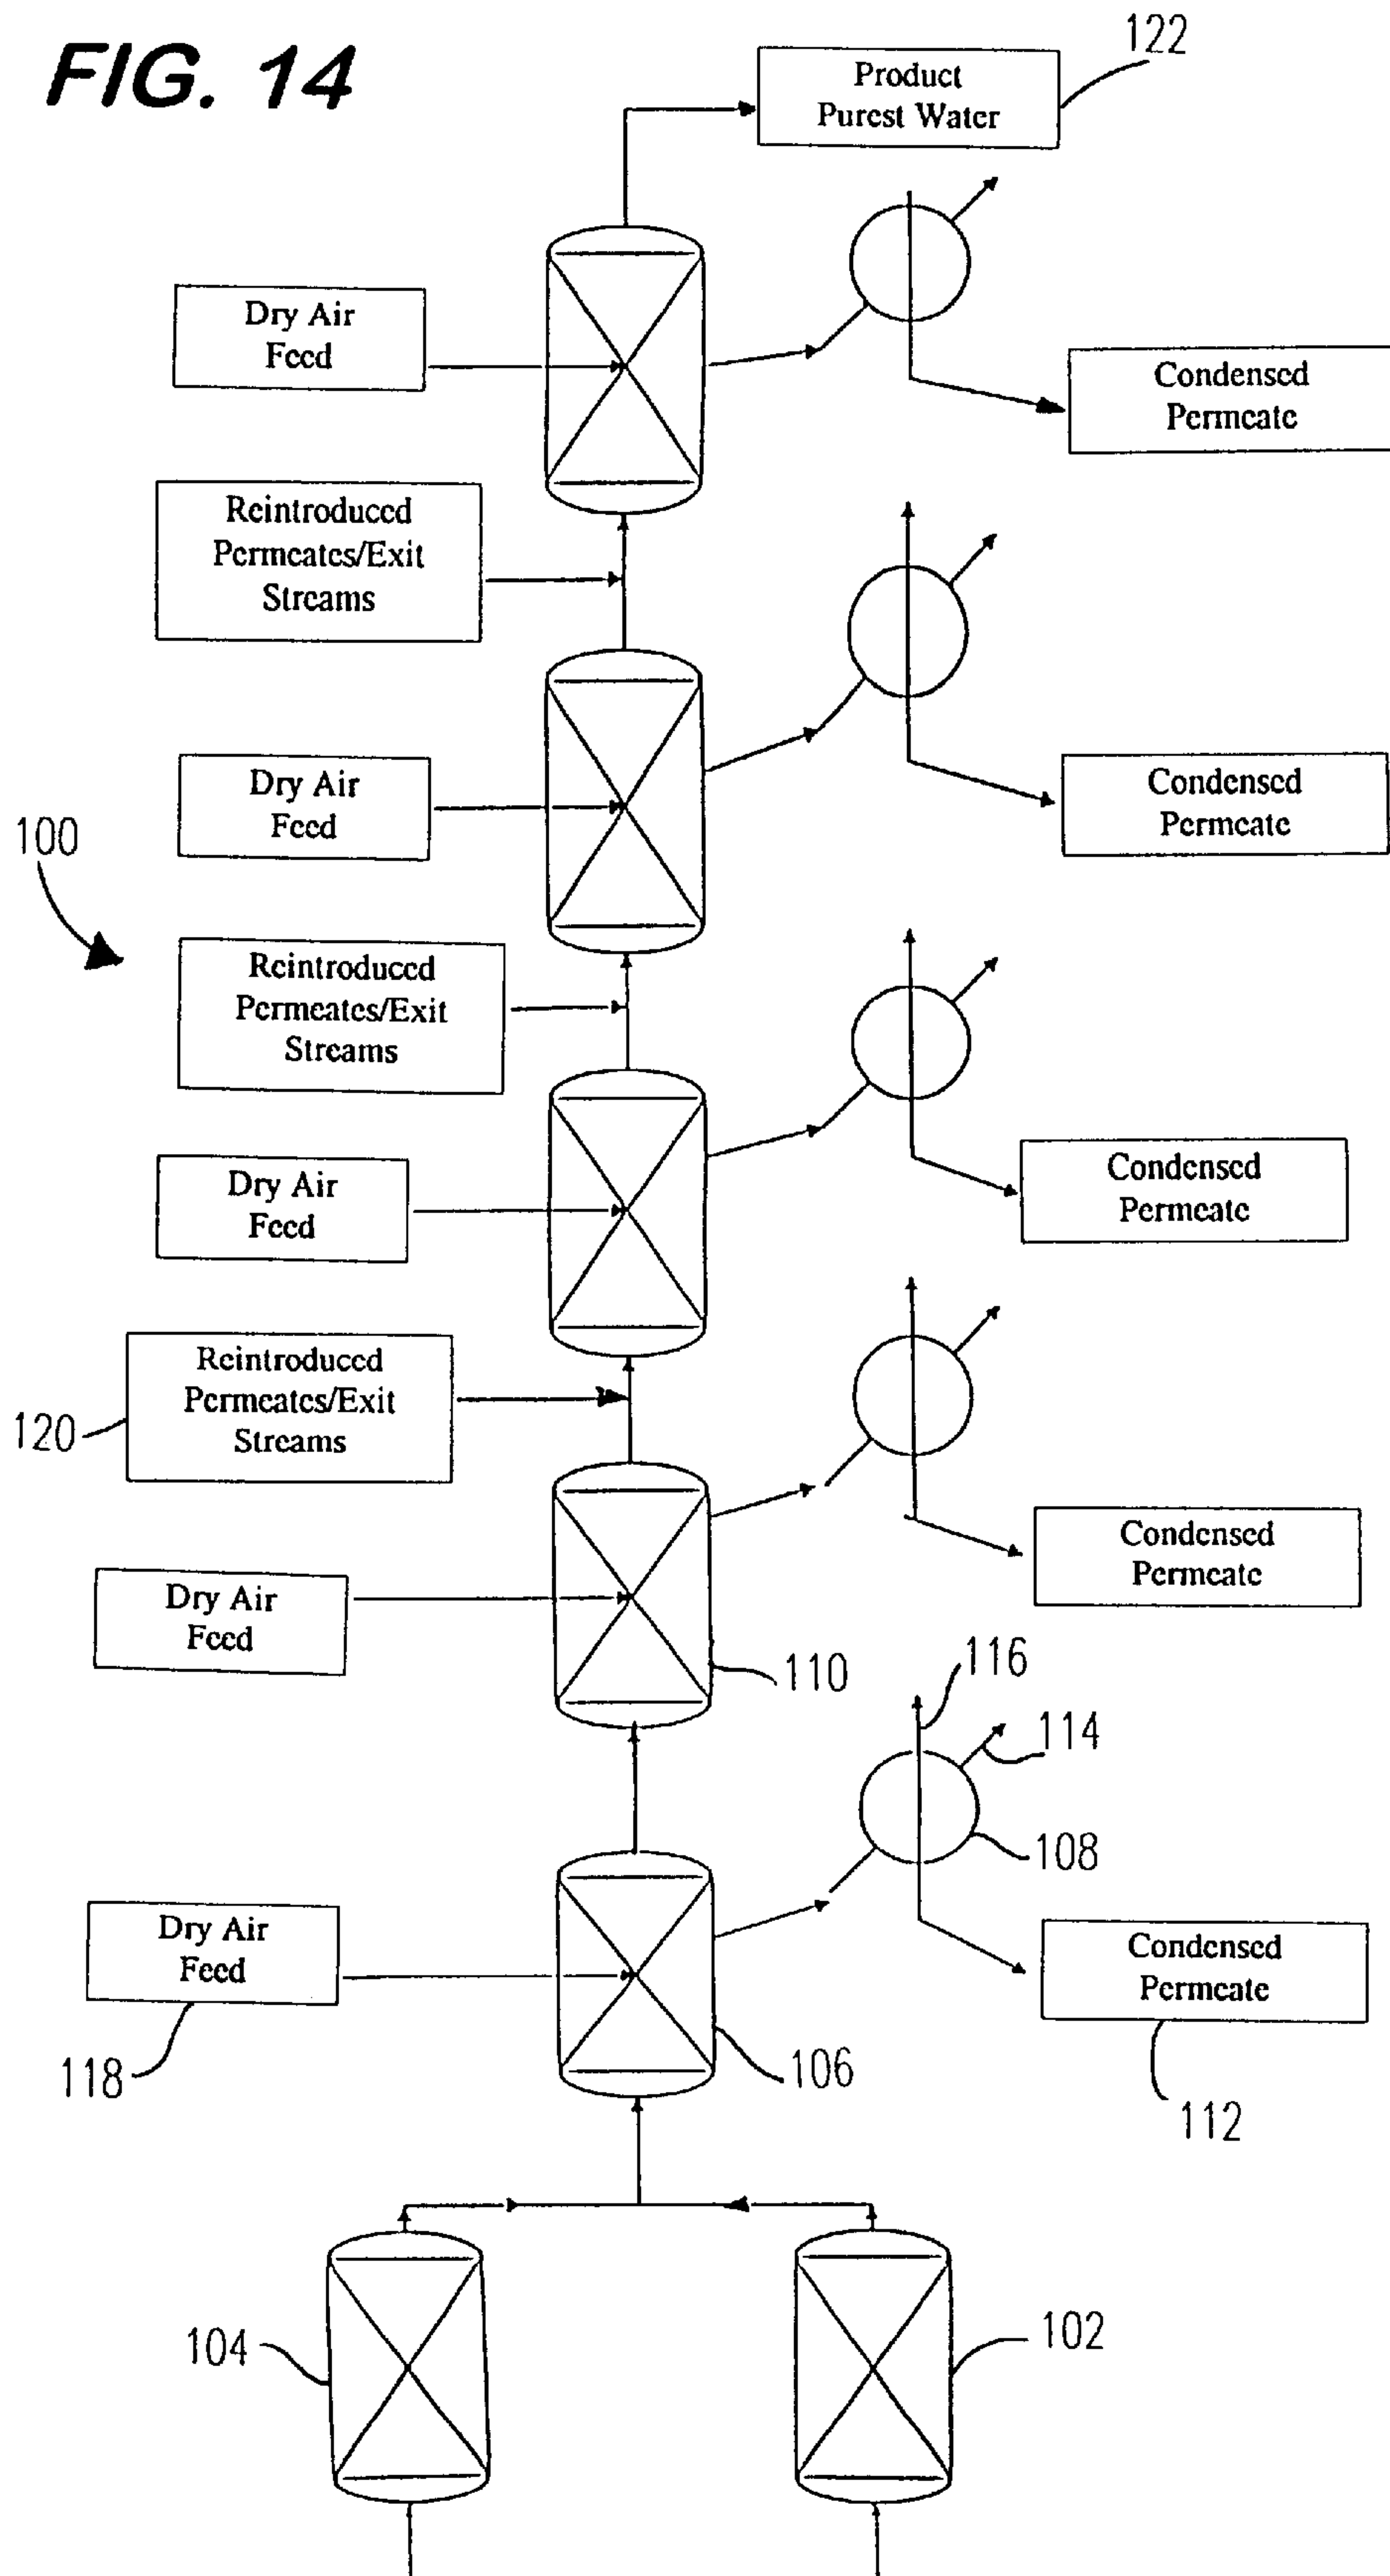 FIG. 14
122
Product
Purest Water
Dry Air
Feed
Condensed
Permeate
Reintroduced
Permeates/Exit
Streams
Dry Air
Feed
Condensed
Permeate
100
Reintroduced
Permeates/Exit
Streams
Dry Air
Feed
Condensed
Permeate
Reintroduced
Permeates/Exit
Streams
120
Condensed
Permeate
Dry Air
Feed
110
116
114
108
Dry Air
Feed
Condensed
Permeate
118
106
112
104
102